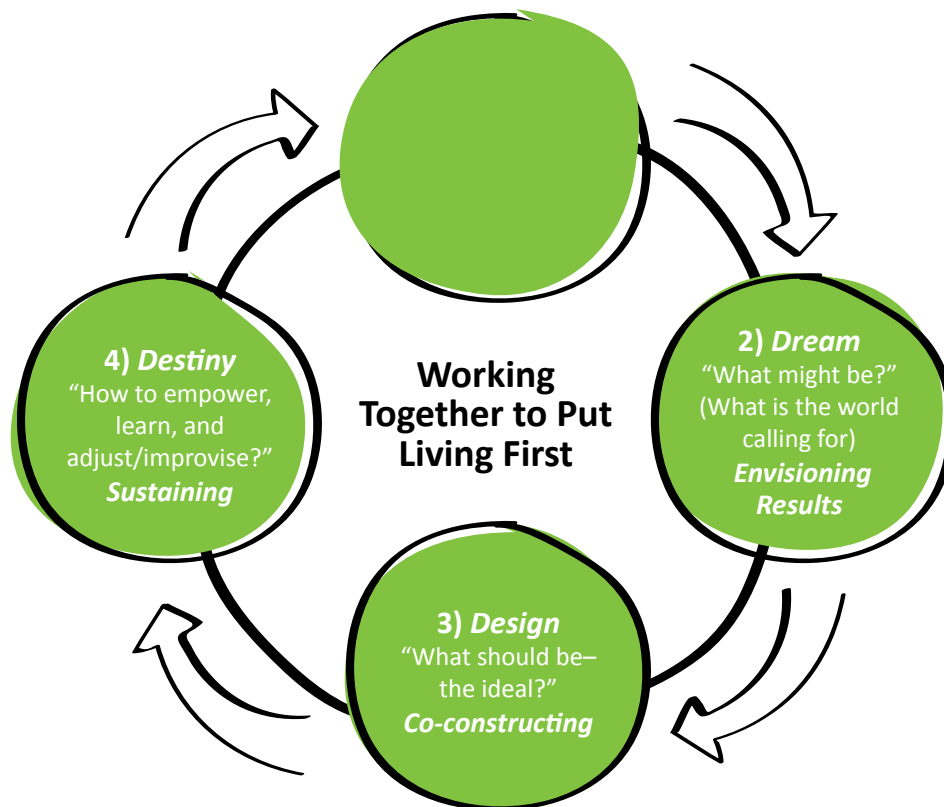 4) Destiny
“How to empower,
learn, and
adjust/improvise?”
Sustaining
Working
Together to Put
Living First
2) Dream
“What might be?”
(What is the world
calling for)
Envisioning
Results
3) Design
“What should be–
the ideal?”
Co-constructing